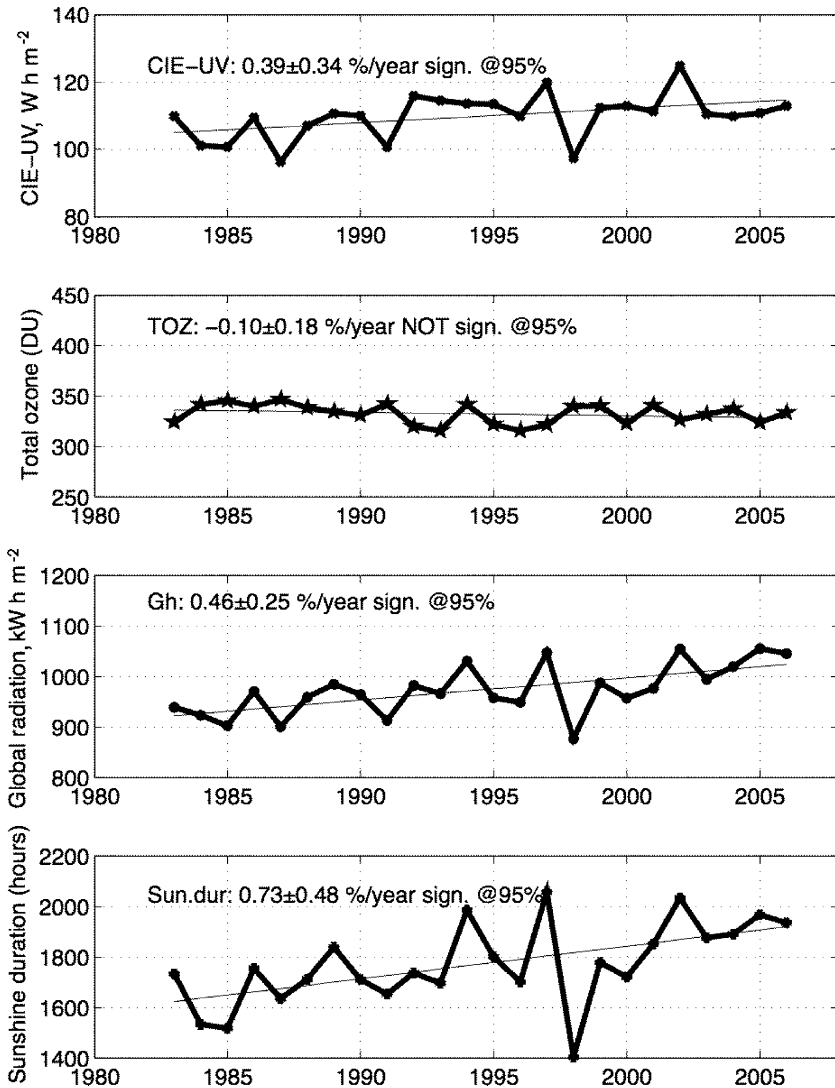 CIE−UV, W h m-2
140
120
100
80
CIE−UV: 0.39±0.34 %/year sign. @95%
1980 1985 1990 1995 2000 2005
Total ozone (DU)
450
400
350
300
250
TOZ: −0.10±0.18 %/year NOT sign. @95%
1980 1985 1990 1995 2000 2005
Global radiation, kW h m-2
1200
1100
1000
900
800
Gh: 0.46±0.25 %/year sign. @95%
1980 1985 1990 1995 2000 2005
Sunshine duration (hours)
2200
2000
1800
1600
1400
Sun.dur: 0.73±0.48 %/year sign. @95%
1980 1985 1990 1995 2000 2005